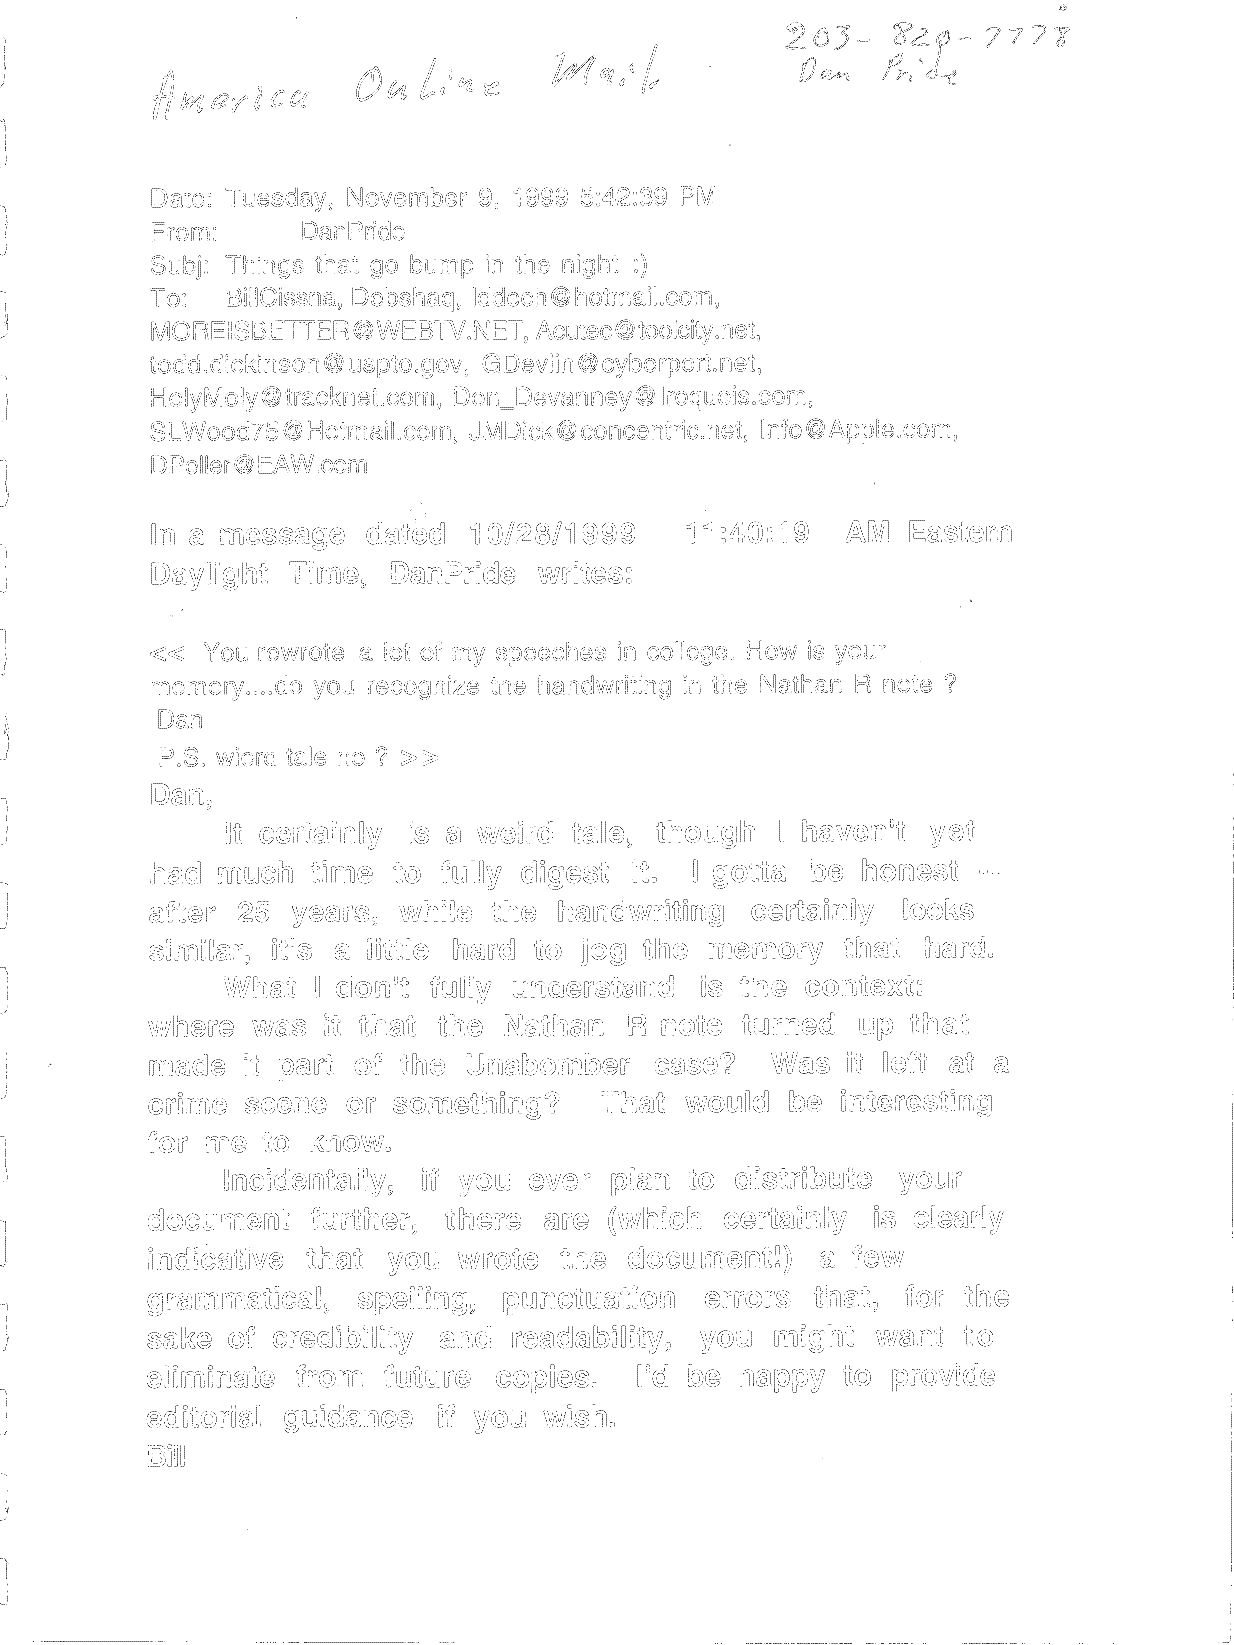 203-820-7778
America OnLine Mail Dan Pride
Date: Tuesday, November 9, 1999 5:42:39 PM
From: DanPride
Subj: Things that go bump in the night :)
To: BillCissna, Debshaq, lddeen@hotmail.com,
MOREISBETTER@WEBTV.NET, Acutec@toolcity.net,
todd.dickinson@uspto.gov, GDevlin@cyberport.net,
HolyMoly@tracknet.com, Don_Devanney@Iroquois.com,
SLWood75@Hotmail.com, JMDick@concentric.net, Info@Apple.com,
DPeller@EAW.com
In a message dated 10/28/1999 11:40:19 AM Eastern
Daylight Time, DanPride writes:
<< You rewrote a lot of my speeches in college. How is your
memory....do you recognize the handwriting in the Nathan R note ?
Dan
P.S. wierd tale no ? >>
Dan,
It certainly is a weird tale, though I haven't yet
had much time to fully digest it. I gotta be honest --
after 25 years, while the handwriting certainly looks
similar, it's a little hard to jog the memory that hard.
What I don't fully understand is the context:
where was it that the Nathan R note turned up that
made it part of the Unabomber case? Was it left at a
crime scene or something? That would be interesting
for me to know.
Incidentally, if you ever plan to distribute your
document further, there are (which certainly is clearly
indicative that you wrote the document!) a few
grammatical, spelling, punctuation errors that, for the
sake of credibility and readability, you might want to
eliminate from future copies. I'd be happy to provide
editorial guidance if you wish.
Bill